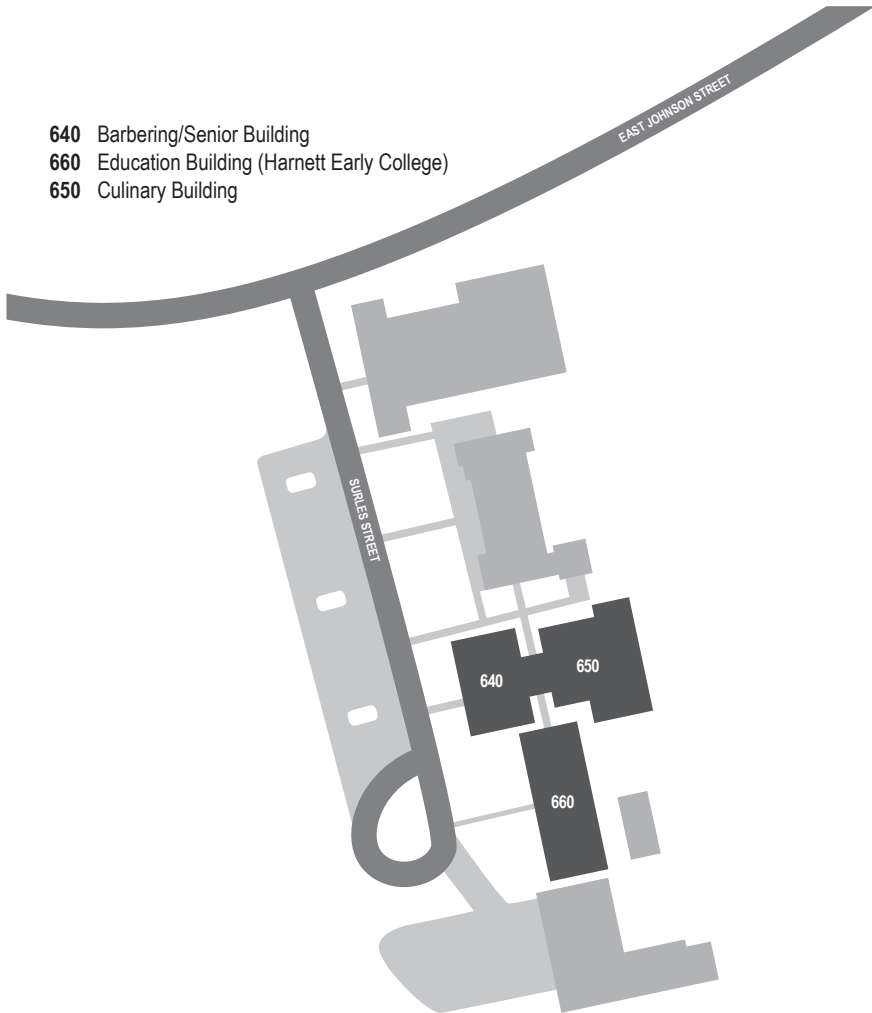 EAST JOHNSON STREET
640 Barbering/Senior Building
660 Education Building (Harnett Early College)
650 Culinary Building
SURLES STREET
640
650
660